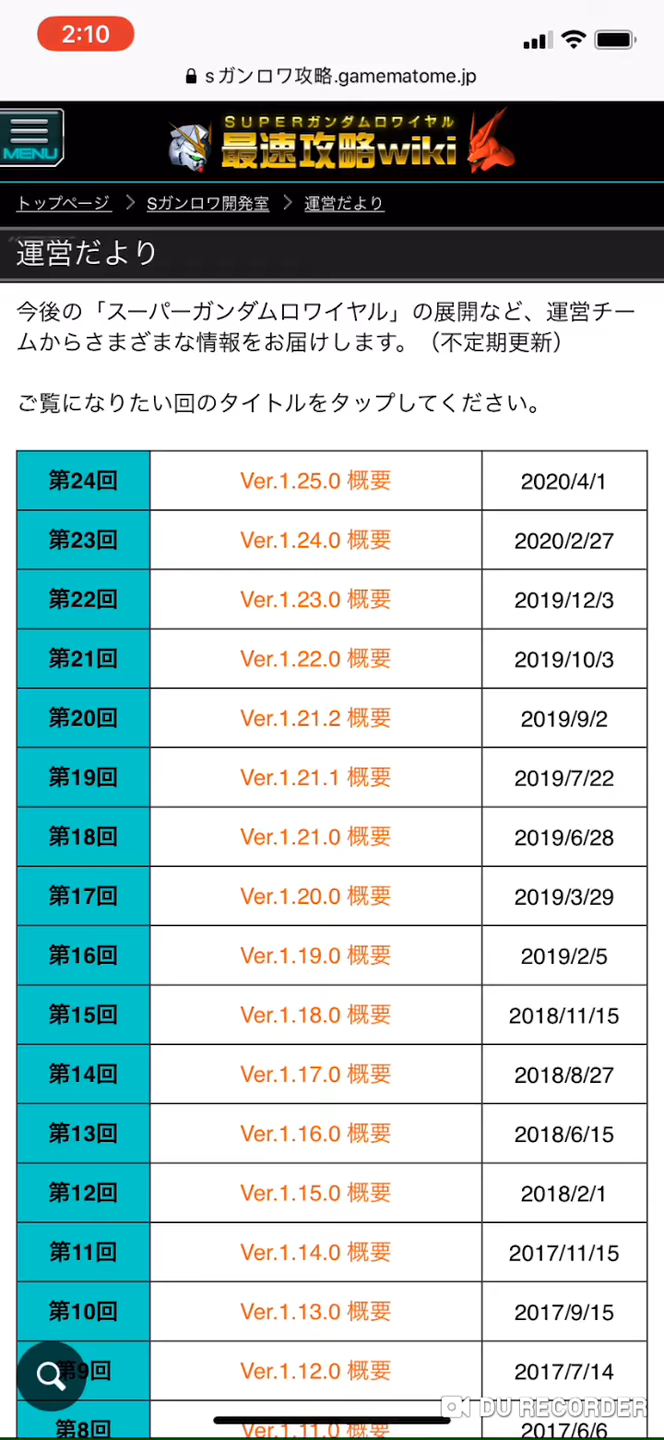 2:10
sガンロワ攻略.gamematome.jp
MENU
SUPERガンダムロワイヤル
最速攻略wiki
トップページ > Sガンロワ開発室 > 運営だより
運営だより
今後の「スーパーガンダムロワイヤル」の展開など、運営チー
ムからさまざまな情報をお届けします。（不定期更新）
ご覧になりたい回のタイトルをタップしてください。
第24回 Ver.1.25.0 概要 2020/4/1
第23回 Ver.1.24.0 概要 2020/2/27
第22回 Ver.1.23.0 概要 2019/12/3
第21回 Ver.1.22.0 概要 2019/10/3
第20回 Ver.1.21.2 概要 2019/9/2
第19回 Ver.1.21.1 概要 2019/7/22
第18回 Ver.1.21.0 概要 2019/6/28
第17回 Ver.1.20.0 概要 2019/3/29
第16回 Ver.1.19.0 概要 2019/2/5
第15回 Ver.1.18.0 概要 2018/11/15
第14回 Ver.1.17.0 概要 2018/8/27
第13回 Ver.1.16.0 概要 2018/6/15
第12回 Ver.1.15.0 概要 2018/2/1
第11回 Ver.1.14.0 概要 2017/11/15
第10回 Ver.1.13.0 概要 2017/9/15
第9回 Ver.1.12.0 概要 2017/7/14
DU RECORDER
第8回 Ver.1.11.0 概要 2017/6/6